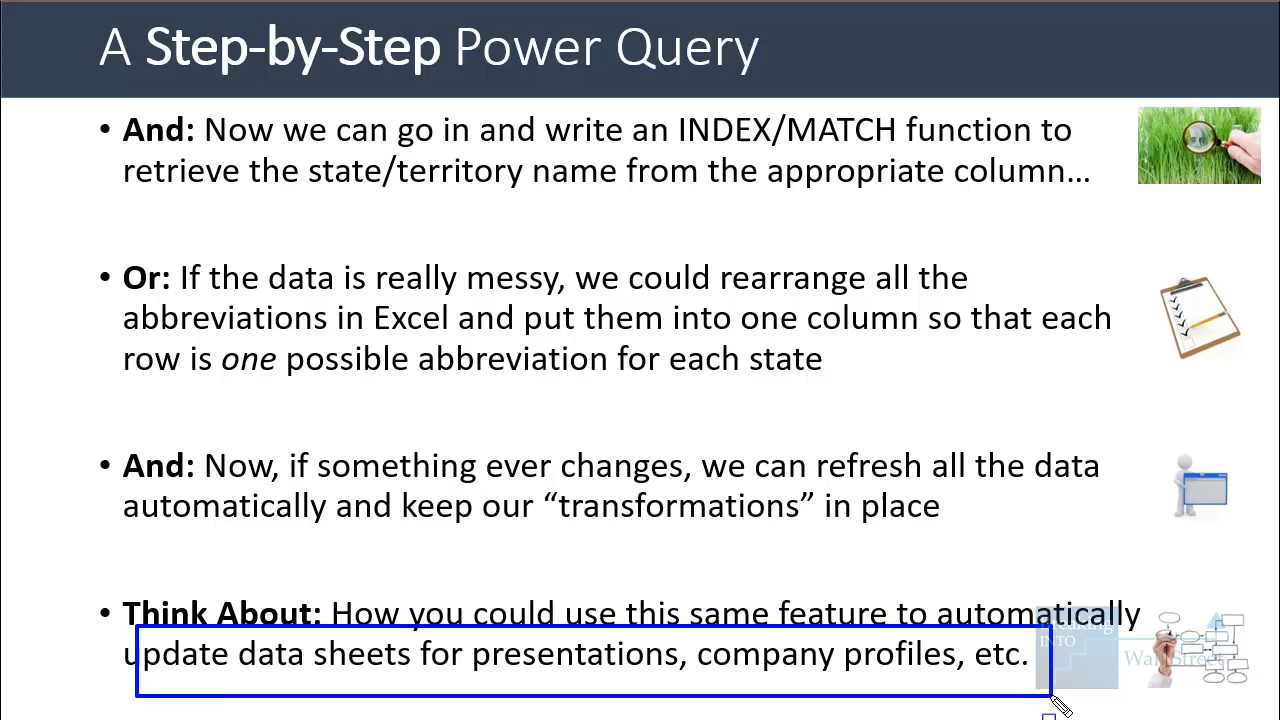 A Step-by-Step Power Query
• And: Now we can go in and write an INDEX/MATCH function to
retrieve the state/territory name from the appropriate column…
• Or: If the data is really messy, we could rearrange all the
abbreviations in Excel and put them into one column so that each
row is one possible abbreviation for each state
• And: Now, if something ever changes, we can refresh all the data
automatically and keep our “transformations” in place
• Think About: How you could use this same feature to automatically
update data sheets for presentations, company profiles, etc.
Breaking
INTO
Wall Street